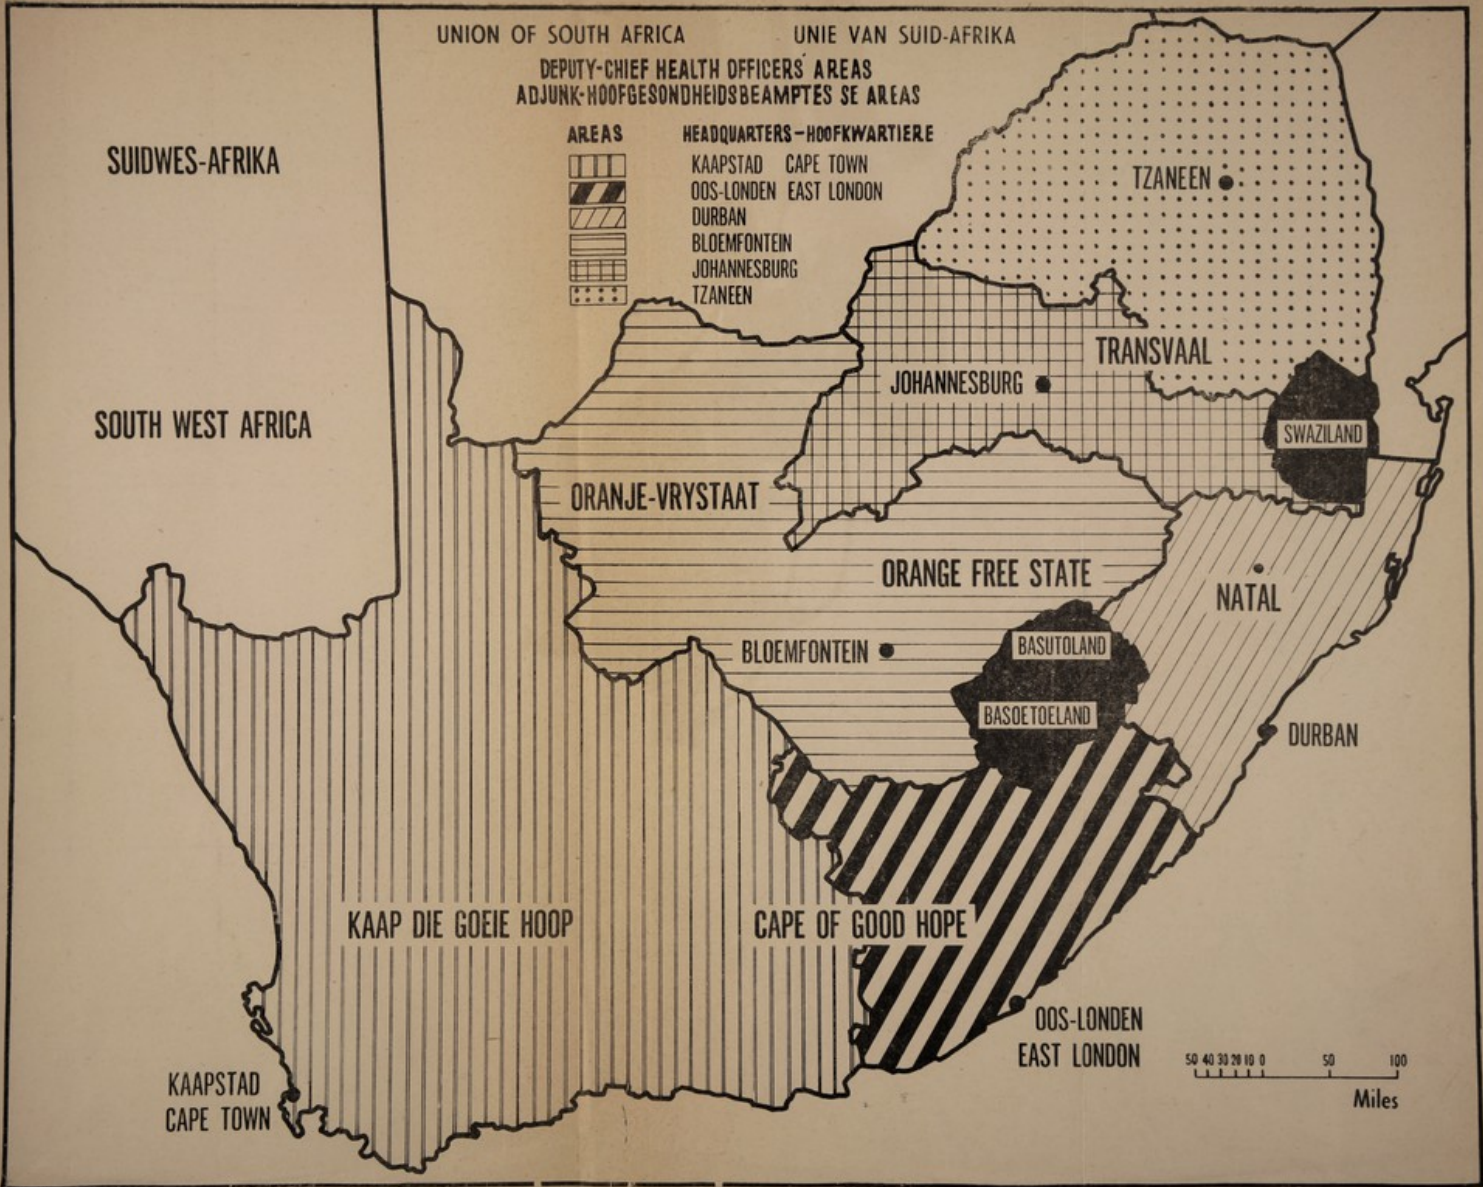 UNION OF SOUTH AFRICA UNIE VAN SUID-AFRIKA
DEPUTY-CHIEF HEALTH OFFICERS' AREAS
ADJUNK-HOOFGESONDHEIDSBEAMPTES SE AREAS
AREAS HEADQUARTERS-HOOFKWARTIERE
KAAPSTAD CAPE TOWN
OOS-LONDEN EAST LONDON
DURBAN
BLOEMFONTEIN
JOHANNESBURG
TZANEEN
SUIDWES-AFRIKA
TZANEEN
TRANSVAAL
JOHANNESBURG
SOUTH WEST AFRICA
SWAZILAND
ORANJE-VRYSTAAT
ORANGE FREE STATE
NATAL
BASUTOLAND
BLOEMFONTEIN
BASOETOELAND
DURBAN
KAAP DIE GOEIE HOOP
CAPE OF GOOD HOPE
OOS-LONDEN
EAST LONDON
50 40 30 20 10 0 50 100
Miles
KAAPSTAD
CAPE TOWN